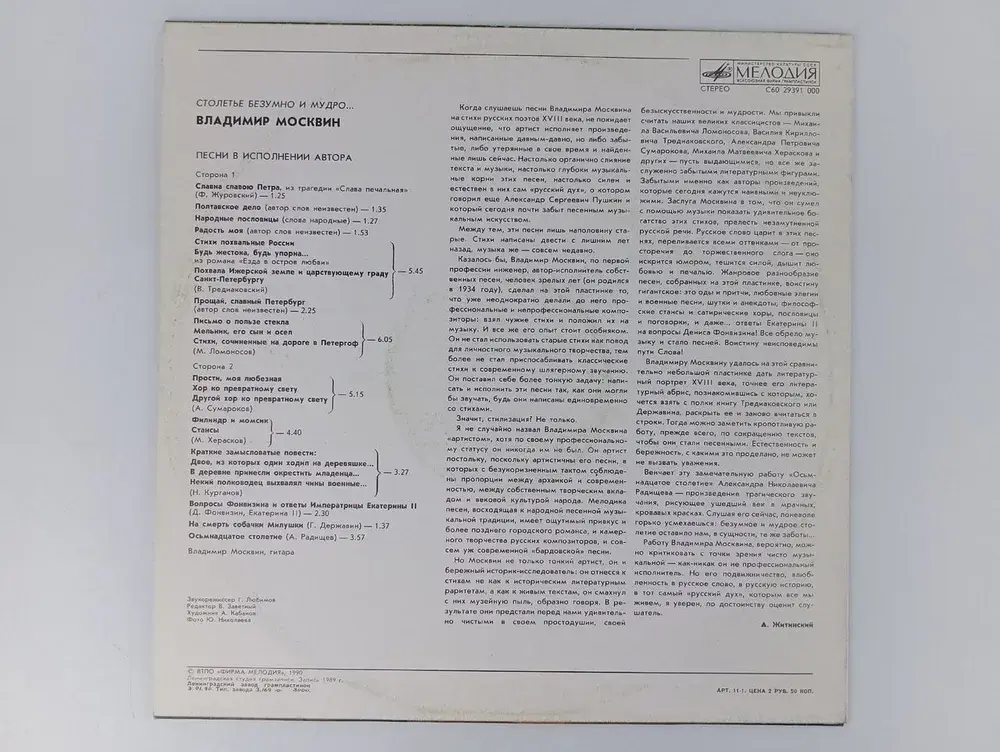 МИНИСТЕРСТВО КУЛЬТУРЫ СССР
МЕЛОДИЯ
ВСЕСОЮЗНАЯ ФИРМА ГРАМПЛАСТИНОК
СТЕРЕО С60 29391 000
СТОЛЕТЬЕ БЕЗУМНО И МУДРО...
ВЛАДИМИР МОСКВИН
ПЕСНИ В ИСПОЛНЕНИИ АВТОРА
Сторона 1
Славна славою Петра, из трагедии «Слава печальная»
(Ф. Журовский) — 1.25
Полтавское дело (автор слов неизвестен) — 1.35
Народные пословицы (слова народные) — 1.27
Радость моя (автор слов неизвестен) — 1.53
Стихи похвальные России
Будь жестока, будь упорна...
из романа «Езда в остров любви»
Похвала Ижерской земле и царствующему граду — 5.45
Санкт-Петербургу
(В. Тредиаковский)
Прощай, славный Петербург
(автор слов неизвестен) — 2.25
Письмо о пользе стекла
Мельник, его сын и осел — 6.05
Стихи, сочиненные на дороге в Петергоф
(М. Ломоносов)
Сторона 2
Прости, моя любезная
Хор ко превратному свету — 5.15
Другой хор ко превратному свету
(А. Сумароков)
Филиндр и момсик
Стансы — 4.40
(М. Херасков)
Краткие замысловатые повести:
Двое, из которых один ходил на деревяшке...
В деревне принесли окрестить младенца... — 3.27
Некий полководец выхвалял чины военные...
(Н. Курганов)
Вопросы Фонвизина и ответы Императрицы Екатерины II
(Д. Фонвизин, Екатерина II) — 2.30
На смерть собачки Милушки (Г. Державин) — 1.37
Осьмнадцатое столетие (А. Радищев) — 3.57
Владимир Москвин, гитара
Звукорежиссер Г. Любимов
Редактор В. Заветный
Художник А. Кабанов
Фото Ю. Николаева
Когда слушаешь песни Владимира Москвина
на стихи русских поэтов XVIII века, не покидает
ощущение, что артист исполняет произведе-
ния, написанные давным-давно, но либо забы-
тые, либо утерянные в свое время и найден-
ные лишь сейчас. Настолько органично слияние
текста и музыки, настолько глубоки музыкаль-
ные корни этих песен, настолько силен и
естествен в них сам «русский дух», о котором
говорил еще Александр Сергеевич Пушкин и
который сегодня почти забыт песенным музы-
кальным искусством.
Между тем, эти песни лишь наполовину ста-
рые. Стихи написаны двести с лишним лет
назад, музыка же — совсем недавно.
Казалось бы, Владимир Москвин, по первой
профессии инженер, автор-исполнитель собст-
венных песен, человек зрелых лет (он родился
в 1934 году), сделал на этой пластинке то,
что уже неоднократно делали до него про-
фессиональные и непрофессиональные компози-
торы: взял чужие стихи и положил их на
музыку. И все же его опыт стоит особняком.
Он не стал использовать старые стихи как повод
для личностного музыкального творчества, тем
более не стал приспосабливать классические
стихи к современному шлягерному звучанию.
Он поставил себе более тонкую задачу: напи-
сать и исполнить эти песни так, как они могли
бы звучать, будь они написаны одновременно
со стихами.
Значит, стилизация? Не только.
Я не случайно назвал Владимира Москвина
«артистом», хотя по своему профессионально-
му статусу он никогда им не был. Он артист
постольку, поскольку артистичны его песни, в
которых с безукоризненным тактом соблюде-
ны пропорции между архаикой и современ-
ностью, между собственным творческим вкла-
дом и вековой культурой народа. Мелодика
песен, восходящая к народной песенной музы-
кальной традиции, имеет ощутимый привкус и
более позднего городского романса, и камер-
ного творчества русских композиторов, и сов-
сем уж современной «бардовской» песни.
Но Москвин не только тонкий артист, он и
бережный историк-исследователь: он отнесся к
стихам не как к историческим литературным
раритетам, а как к живым текстам, он смахнул
с них музейную пыль, образно говоря. В ре-
зультате они предстали перед нами удивитель-
но чистыми в своем простодушии, своей
безыскусственности и мудрости. Мы привыкли
считать наших великих классицистов — Михаи-
ла Васильевича Ломоносова, Василия Кирилло-
вича Тредиаковского, Александра Петровича
Сумарокова, Михаила Матвеевича Хераскова и
других — пусть выдающимися, но все же за-
служенно забытыми литературными фигурами.
Забытыми именно как авторы произведений,
которые сегодня кажутся наивными и неуклю-
жими. Заслуга Москвина в том, что он сумел
с помощью музыки показать удивительное бо-
гатство этих стихов, прелесть незамутненной
русской речи. Русское слово царит в этих пес-
нях, переливается всеми оттенками — от про-
сторечия до торжественного слога — оно
искрится юмором, тешится силой, дышит лю-
бовью и печалью. Жанровое разнообразие
песен, собранных на этой пластинке, воистину
гигантское: это оды и притчи, любовные элегии
и военные песни, шутки и анекдоты, философ-
ские стансы и сатирические хоры, пословицы
и поговорки, и даже... ответы Екатерины II
на вопросы Дениса Фонвизина! Все обрело му-
зыку и стало песней. Воистину неисповедимы
пути Слова!
Владимиру Москвину удалось на этой сравни-
тельно небольшой пластинке дать литератур-
ный портрет XVIII века, точнее его литера-
турный абрис, познакомившись с которым, хо-
чется взять с полки книгу Тредиаковского или
Державина, раскрыть ее и заново вчитаться в
строки. Тогда можно заметить кропотливую ра-
боту, прежде всего, по сокращению текстов,
чтобы они стали песенными. Естественность и
бережность, с какими это проделано, не может
не вызвать уважения.
Венчает эту замечательную работу «Осьм-
надцатое столетие» Александра Николаевича
Радищева — произведение трагического звуча-
ния, рисующее ушедший век в мрачных,
кровавых красках. Слушая его сейчас, поневоле
горько усмехаешься: безумное и мудрое сто-
летие оставило нам, в сущности, те же заботы...
Работу Владимира Москвина, вероятно, мож-
но критиковать с точки зрения чисто музы-
кальной — как-никак он не профессиональный
исполнитель. Но его подвижничество, влюб-
ленность в русское слово, в русскую историю,
в тот самый «русский дух», которым все мы
живем, я уверен, по достоинству оценит слу-
шатель.
А. Житинский
© ВТПО «ФИРМА МЕЛОДИЯ», 1990
Ленинградская студия грамзаписи. Запись 1989 г.
Ленинградский завод грампластинок
Тип. завода
АРТ. 11-1. ЦЕНА 2 РУБ. 50 КОП.